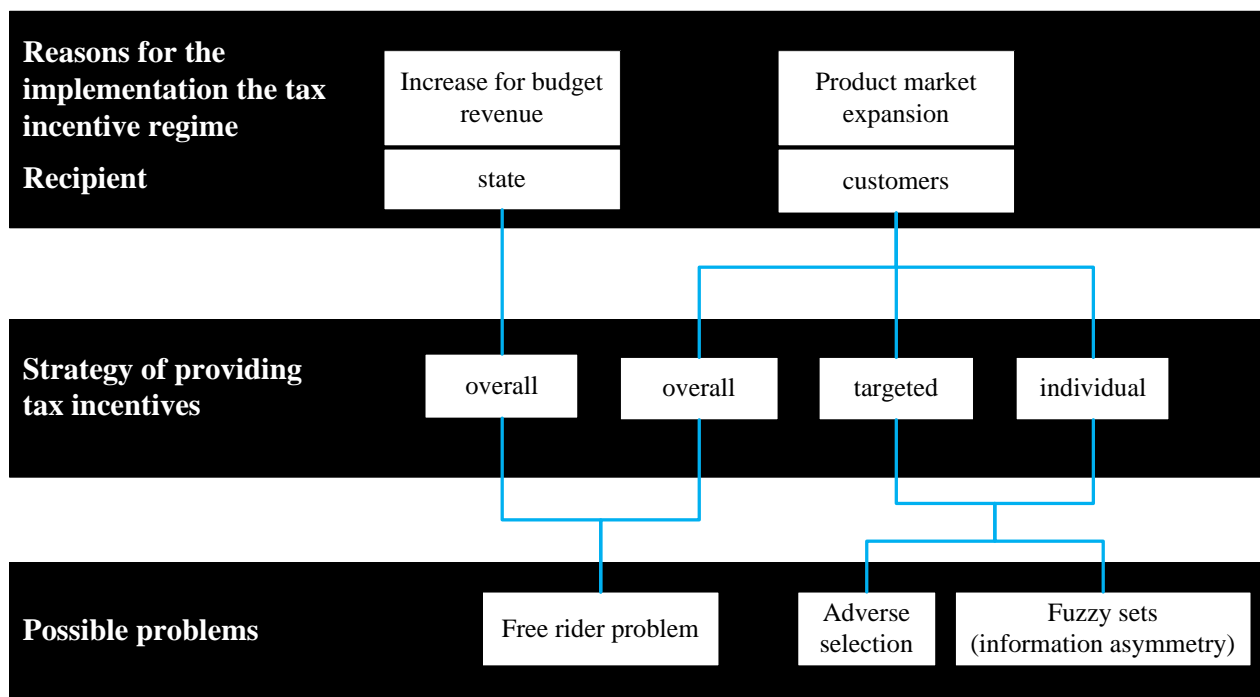 Reasons for the
implementation the tax
incentive regime
Increase for budget
revenue
Product market
expansion
Recipient
state
customers
Strategy of providing
tax incentives
overall
overall
targeted
individual
Possible problems
Free rider problem
Adverse
selection
Fuzzy sets
(information asymmetry)